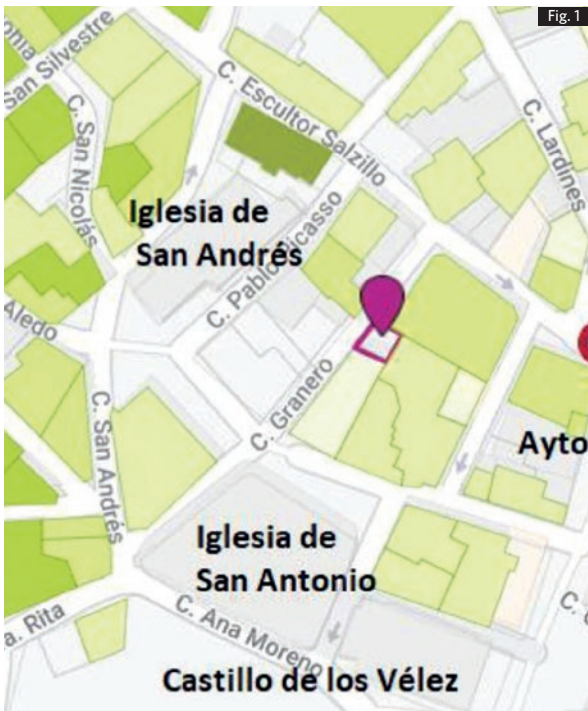 Fig. 1
onia
San Silvestre
C. Escultor Salzillo
C. Lardines
C. San Nicolás
Iglesia de
San Andrés
C. Pablo Picasso
Aledo
C. Granero
C. San Andrés
Ayto
Iglesia de
San Antonio
a. Rita
C. Ana Moreno
Castillo de los Vélez
C.